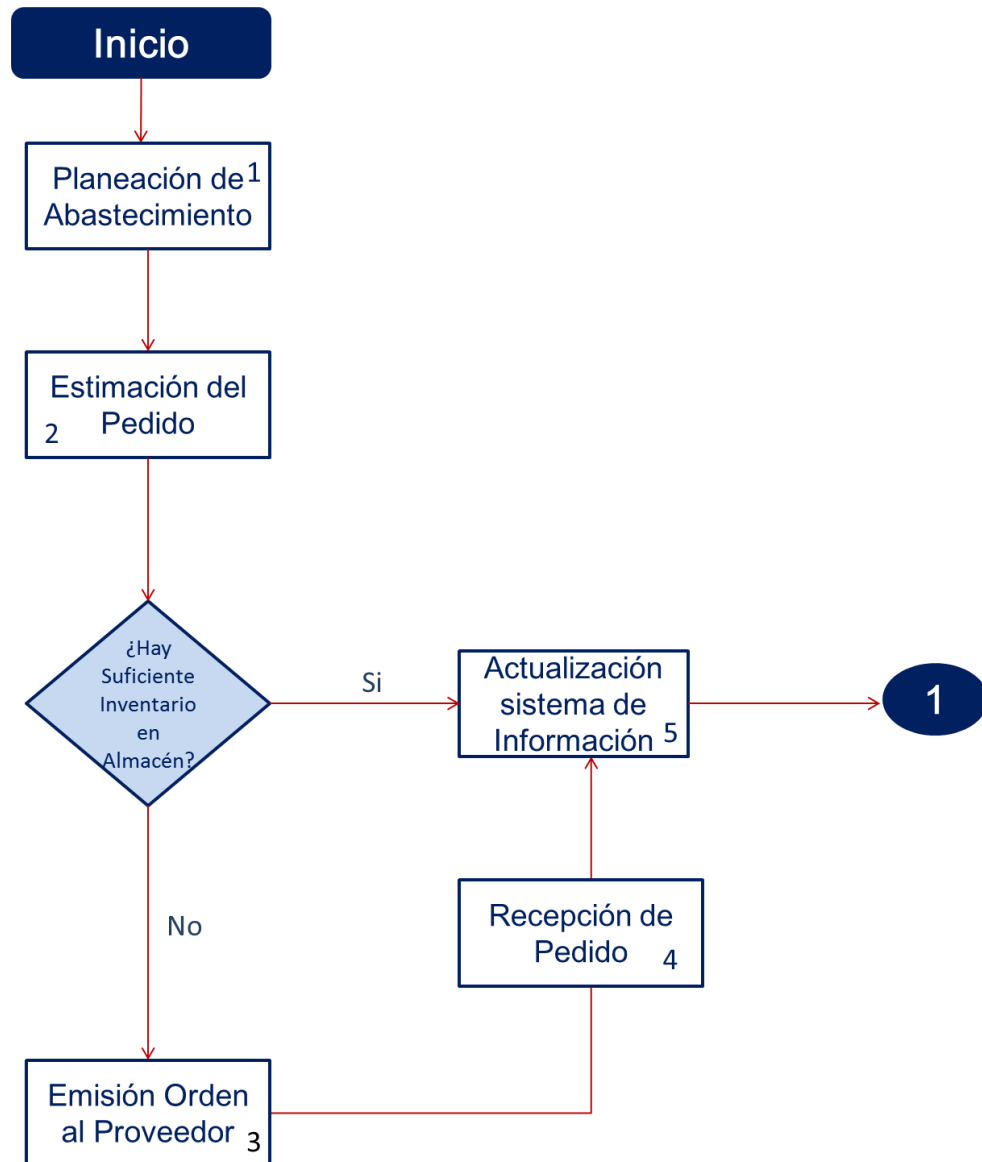 Inicio
Planeación de 1
Abastecimiento
Estimación del
Pedido
2
¿Hay
Suficiente
Inventario
en
Almacén?
Si
Actualización
sistema de
Información 5
1
No
Recepción de
Pedido 4
Emisión Orden
al Proveedor 3